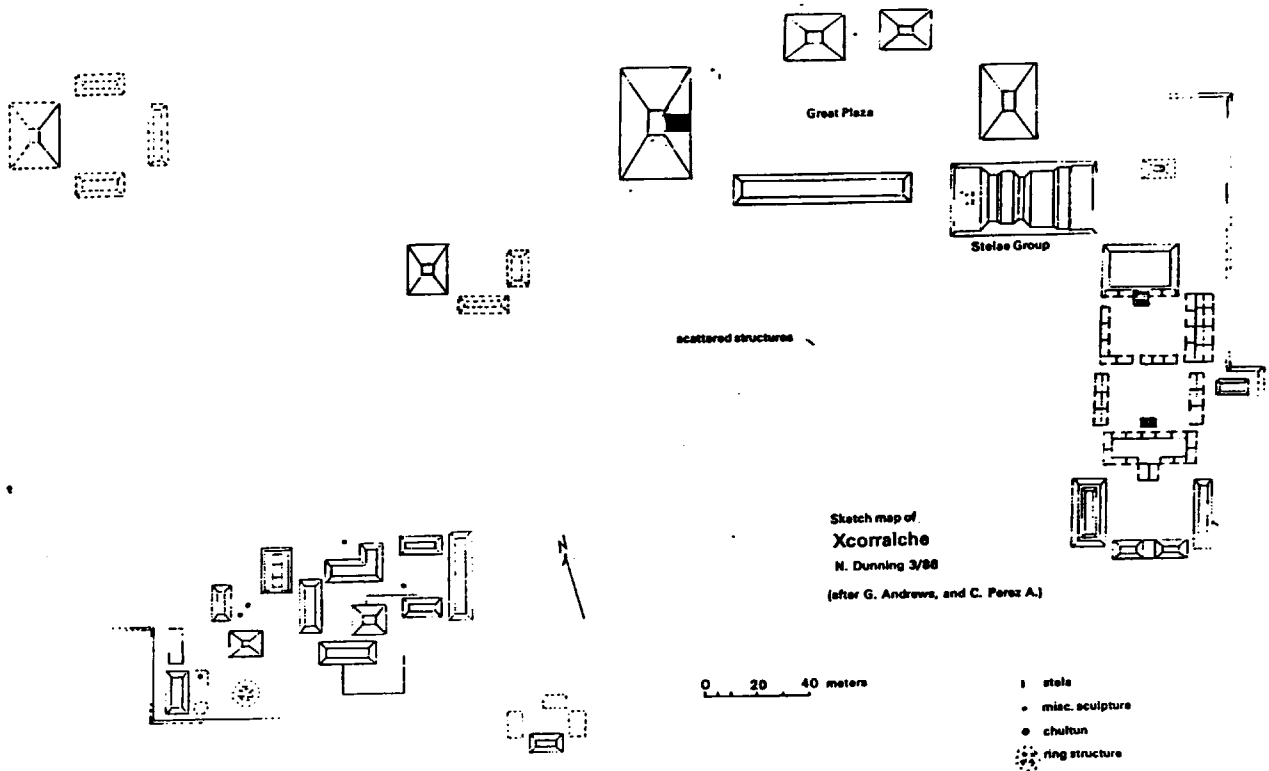 Great Plaza
Stelae Group
scattered structures
N
Sketch map of
Xcorralche
N. Dunning 3/88
(after G. Andrews, and C. Perez A.)
0 20 40 meters
stela
misc. sculpture
chultun
ring structure